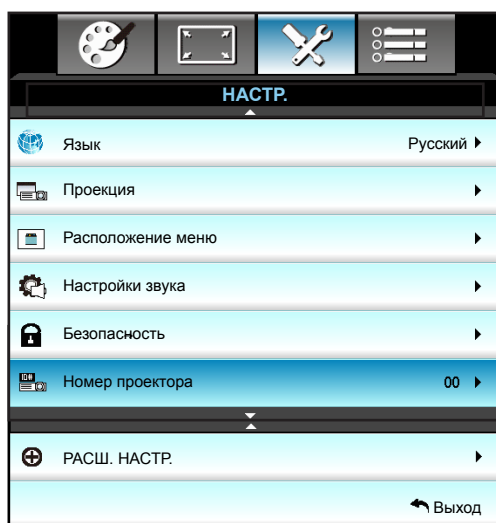 НАСТР.
Язык Русский
Проекция
Расположение меню
Настройки звука
Безопасность
Номер проектора 00
РАСШ. НАСТР.
Выход